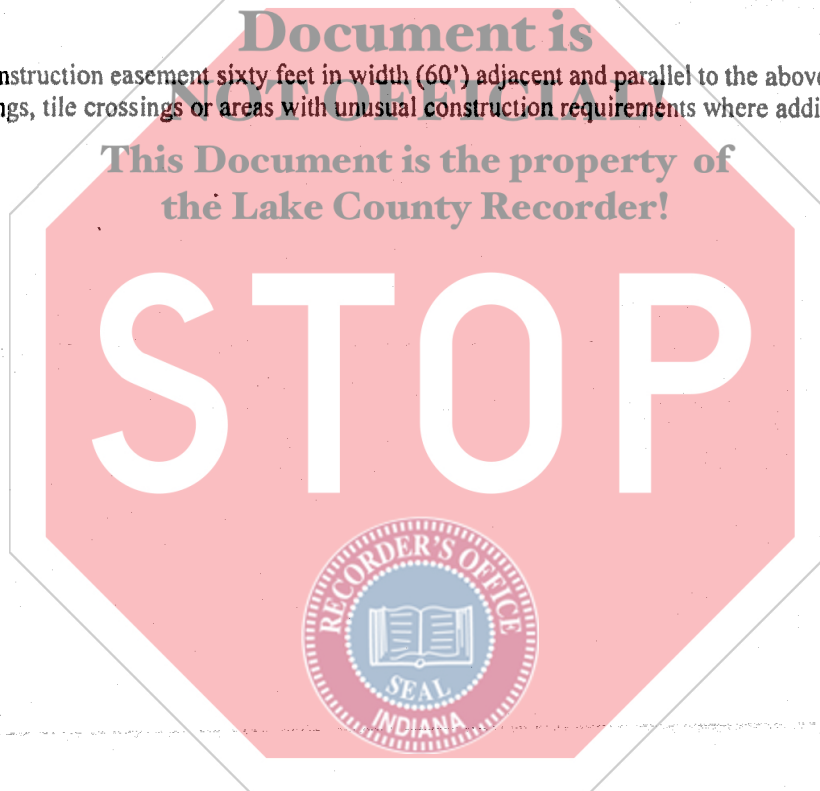 Document is
nstruction easement sixty feet in width (60') adjacent and parallel to the above
NOT OFFICIAL!
ngs, tile crossings or areas with unusual construction requirements where addi
This Document is the property of
the Lake County Recorder!
STOP
RECORDER'S OFFICE
SEAL
INDIANA